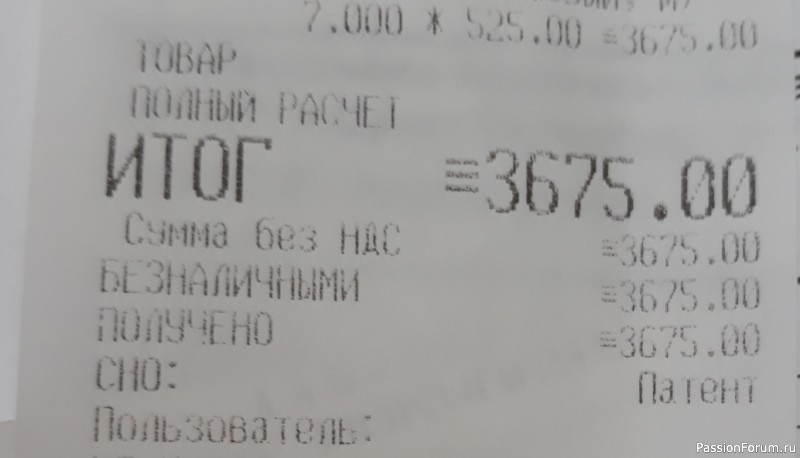 7.000 * 525.00 ≡3675.00
ТОВАР
ПОЛНЫЙ РАСЧЕТ
ИТОГ ≡3675.00
Сумма без НДС ≡3675.00
БЕЗНАЛИЧНЫМИ ≡3675.00
ПОЛУЧЕНО ≡3675.00
СНО: Патент
Пользователь:
PassionForum.ru